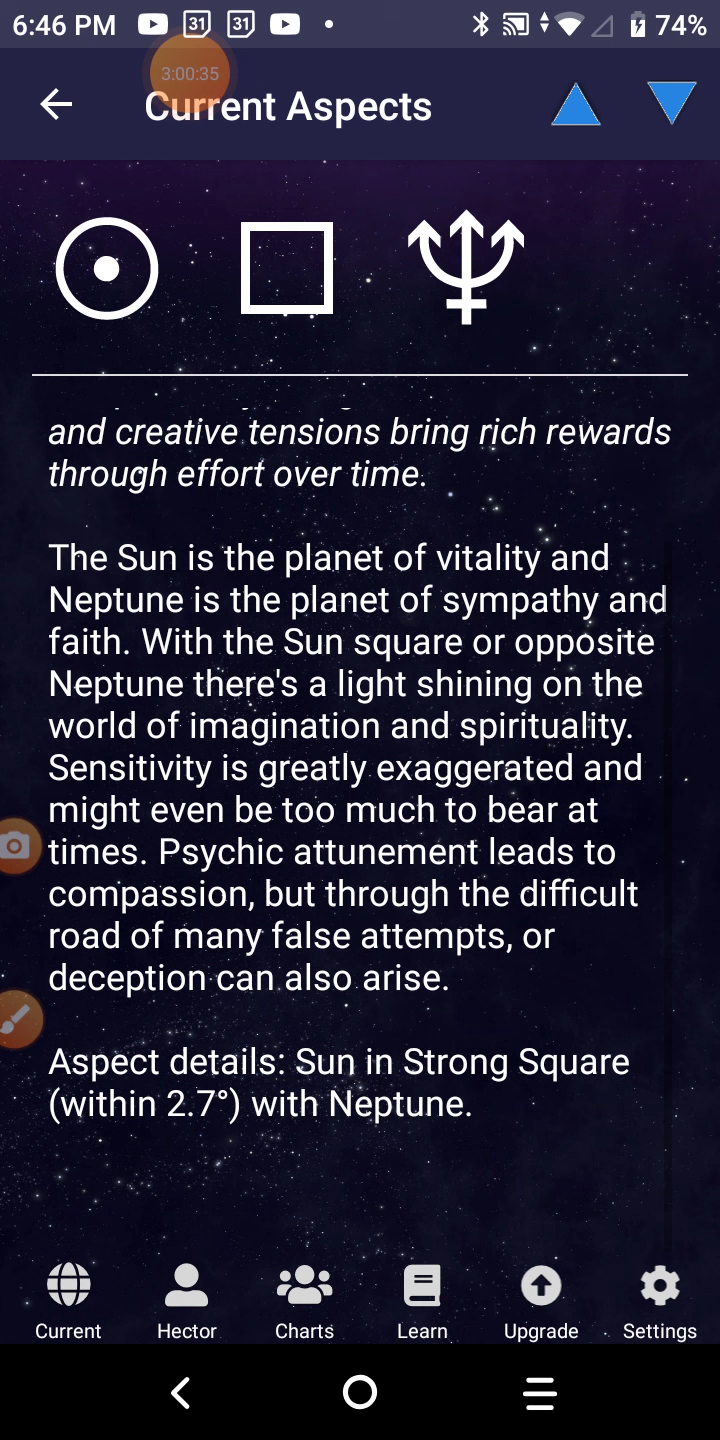 6:46 PM
31
31
74%
3:00:35
Current Aspects
and creative tensions bring rich rewards
through effort over time.
The Sun is the planet of vitality and
Neptune is the planet of sympathy and
faith. With the Sun square or opposite
Neptune there's a light shining on the
world of imagination and spirituality.
Sensitivity is greatly exaggerated and
might even be too much to bear at
times. Psychic attunement leads to
compassion, but through the difficult
road of many false attempts, or
deception can also arise.
Aspect details: Sun in Strong Square
(within 2.7°) with Neptune.
Current
Hector
Charts
Learn
Upgrade
Settings